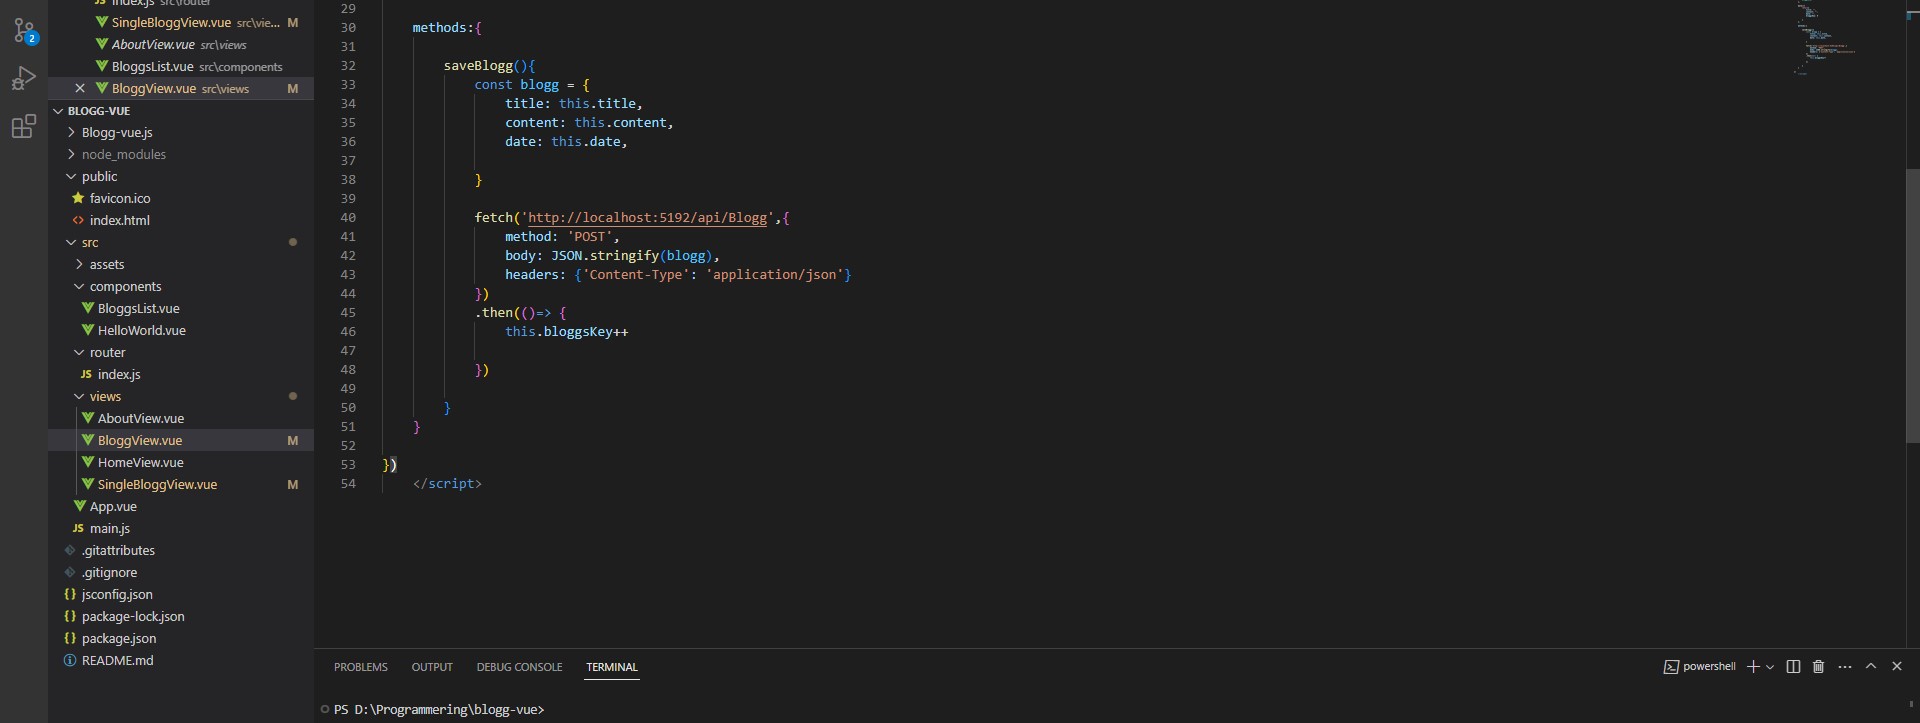 index.js src\router
SingleBloggView.vue src\vie... M
AboutView.vue src\views
BloggsList.vue src\components
BloggView.vue src\views M
BLOGG-VUE
Blogg-vue.js
node_modules
public
favicon.ico
index.html
src
assets
components
BloggsList.vue
HelloWorld.vue
router
JS index.js
views
AboutView.vue
BloggView.vue M
HomeView.vue
SingleBloggView.vue M
App.vue
JS main.js
.gitattributes
.gitignore
{} jsconfig.json
{} package-lock.json
{} package.json
README.md
2
29
30 methods:{
31
32 saveBlogg(){
33 const blogg = {
34 title: this.title,
35 content: this.content,
36 date: this.date,
37
38 }
39
40 fetch('http://localhost:5192/api/Blogg',{
41 method: 'POST',
42 body: JSON.stringify(blogg),
43 headers: {'Content-Type': 'application/json'}
44 })
45 .then(()=> {
46 this.bloggsKey++
47
48 })
49
50 }
51 }
52
53 })
54 </script>
PROBLEMS OUTPUT DEBUG CONSOLE TERMINAL powershell
PS D:\Programmering\blogg-vue>